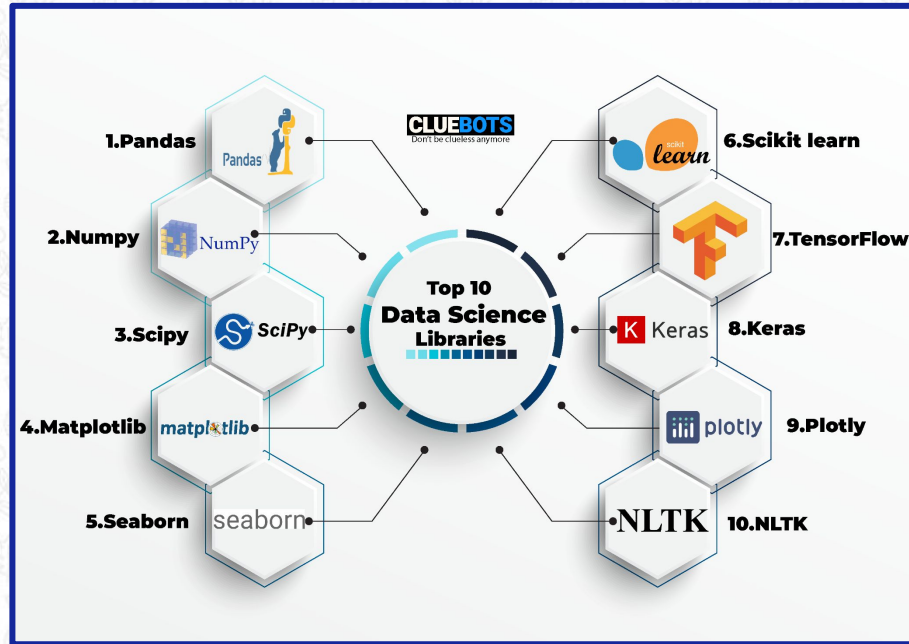 CLUEBOTS
Don't be clueless anymore
Top 10
Data Science
Libraries
1.Pandas
Pandas
2.Numpy
NumPy
3.Scipy
SciPy
4.Matplotlib
matplotlib
5.Seaborn
seaborn
6.Scikit learn
scikit
learn
7.TensorFlow
8.Keras
K Keras
9.Plotly
plotly
10.NLTK
NLTK